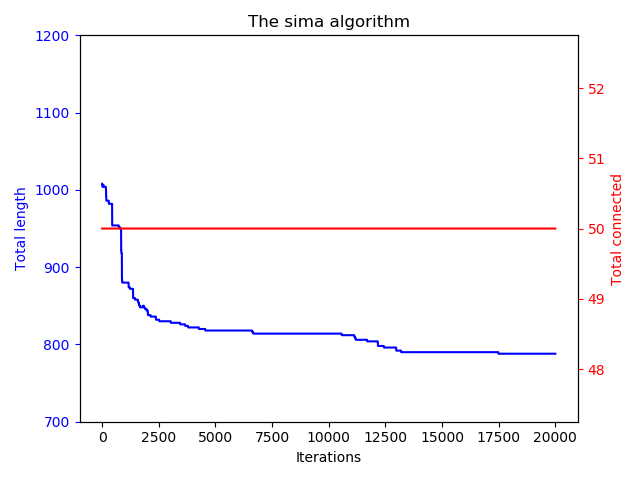 The sima algorithm
1200
1100
1000
900
800
700
Total length
52
51
50
49
48
Total connected
0 2500 5000 7500 10000 12500 15000 17500 20000
Iterations